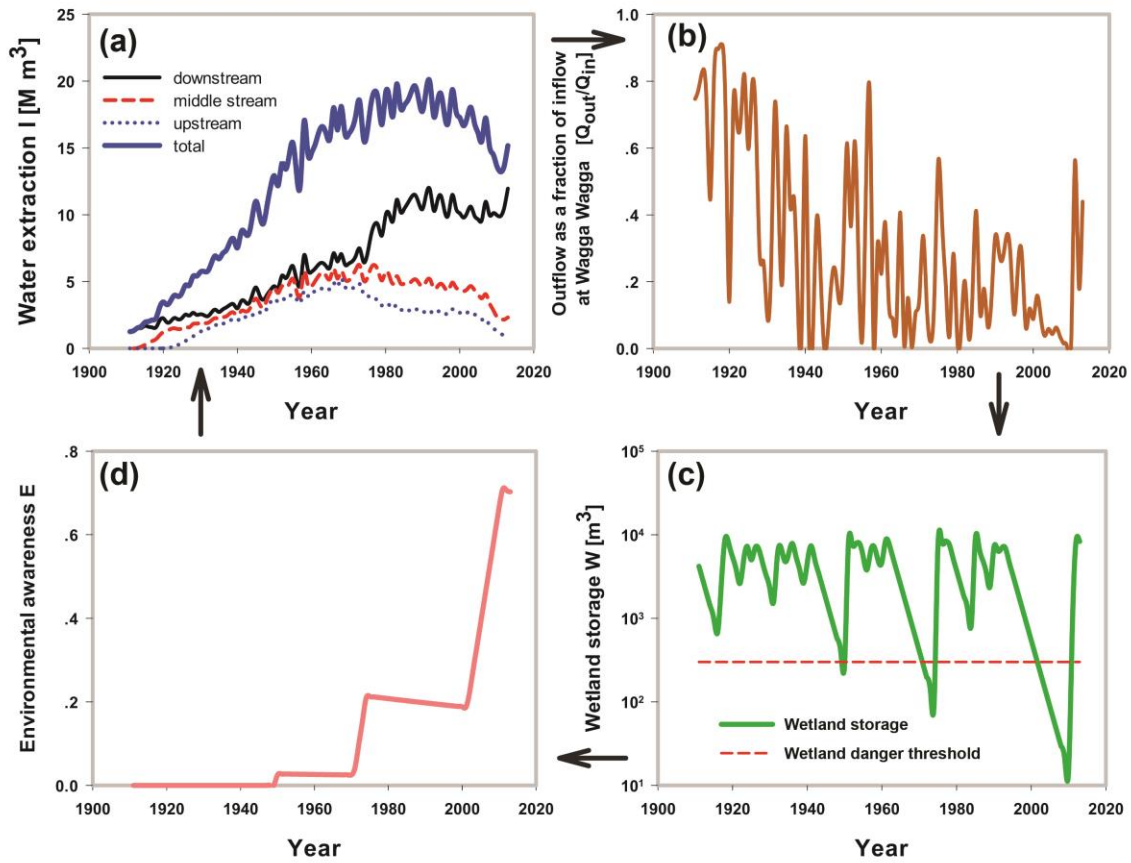 (a)
Water extraction I [M m³]
25
20
15
10
5
0
downstream
middle stream
upstream
total
1900 1920 1940 1960 1980 2000 2020
Year
(b)
Outflow as a fraction of inflow
at Wagga Wagga [Qout/Qin]
1.0
.8
.6
.4
.2
0.0
1900 1920 1940 1960 1980 2000 2020
Year
(d)
Environmental awareness E
.8
.6
.4
.2
0.0
1900 1920 1940 1960 1980 2000 2020
Year
(c)
Wetland storage W [m³]
10⁵
10⁴
10³
10²
10¹
Wetland storage
Wetland danger threshold
1900 1920 1940 1960 1980 2000 2020
Year